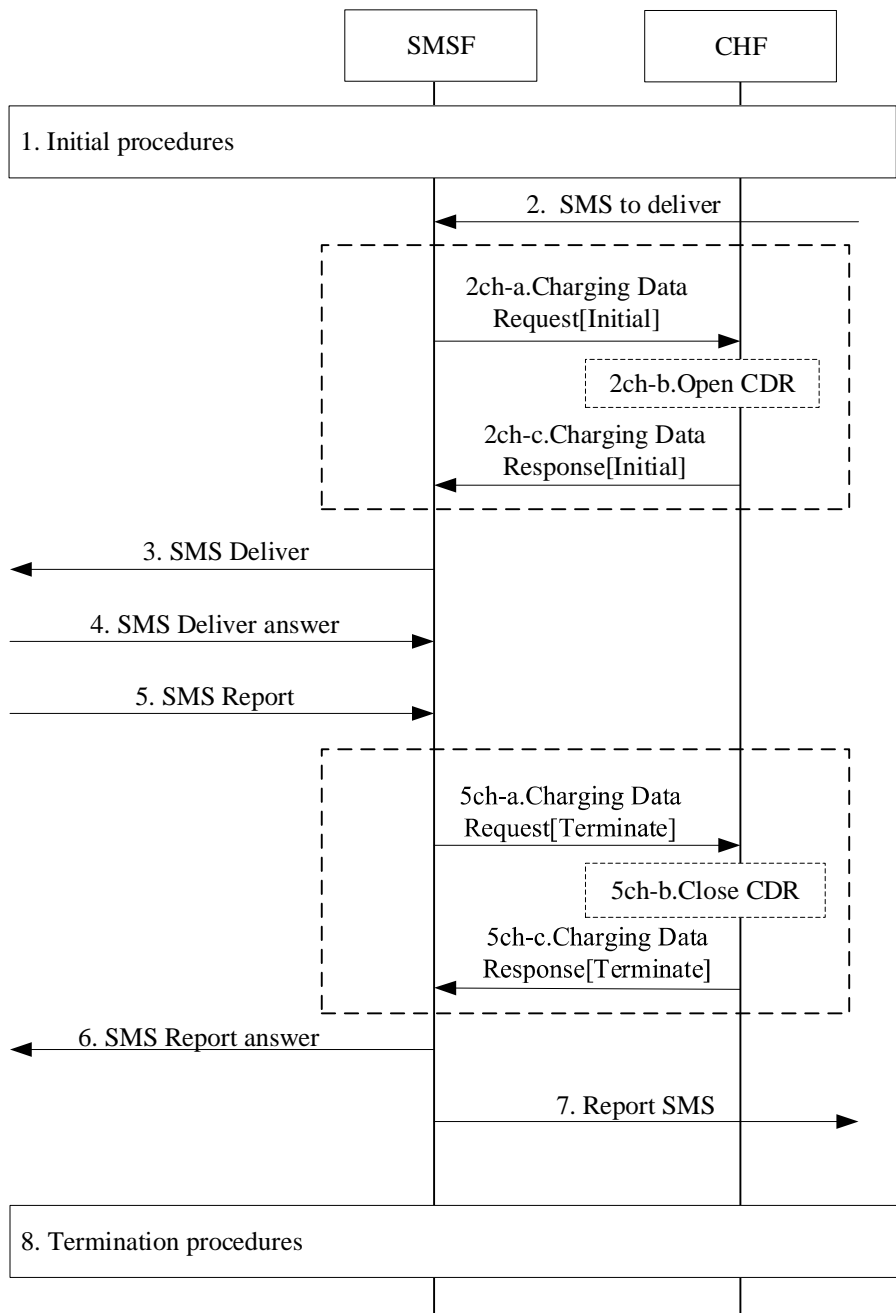 SMSF
CHF
1. Initial procedures
2. SMS to deliver
2ch-a.Charging Data
Request[Initial]
2ch-b.Open CDR
2ch-c.Charging Data
Response[Initial]
3. SMS Deliver
4. SMS Deliver answer
5. SMS Report
5ch-a.Charging Data
Request[Terminate]
5ch-b.Close CDR
5ch-c.Charging Data
Response[Terminate]
6. SMS Report answer
7. Report SMS
8. Termination procedures